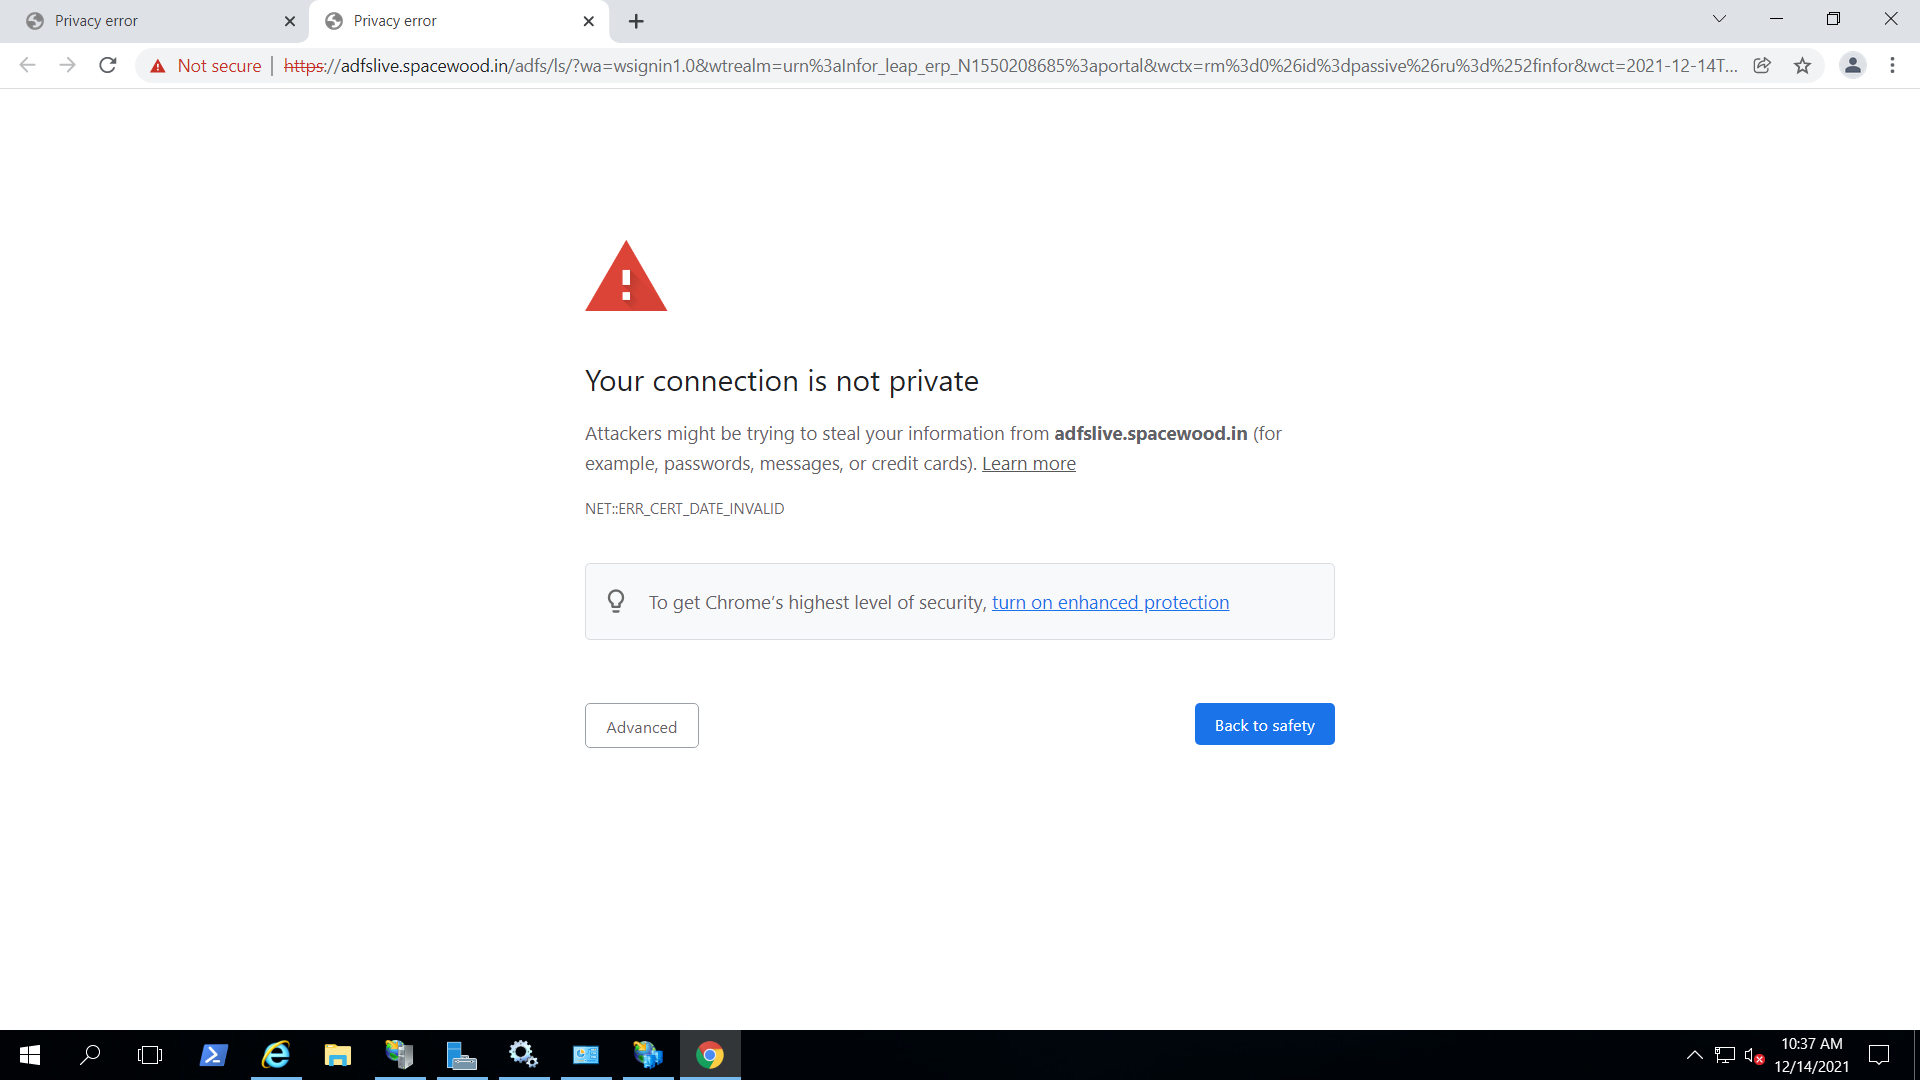 Privacy error
Privacy error
Not secure | https://adfslive.spacewood.in/adfs/ls/?wa=wsignin1.0&wtrealm=urn%3aInfor_leap_erp_N1550208685%3aportal&wctx=rm%3d0%26id%3dpassive%26ru%3d%252finfor&wct=2021-12-14T...
Your connection is not private
Attackers might be trying to steal your information from adfslive.spacewood.in (for
example, passwords, messages, or credit cards). Learn more
NET::ERR_CERT_DATE_INVALID
To get Chrome’s highest level of security, turn on enhanced protection
Advanced
Back to safety
10:37 AM
12/14/2021